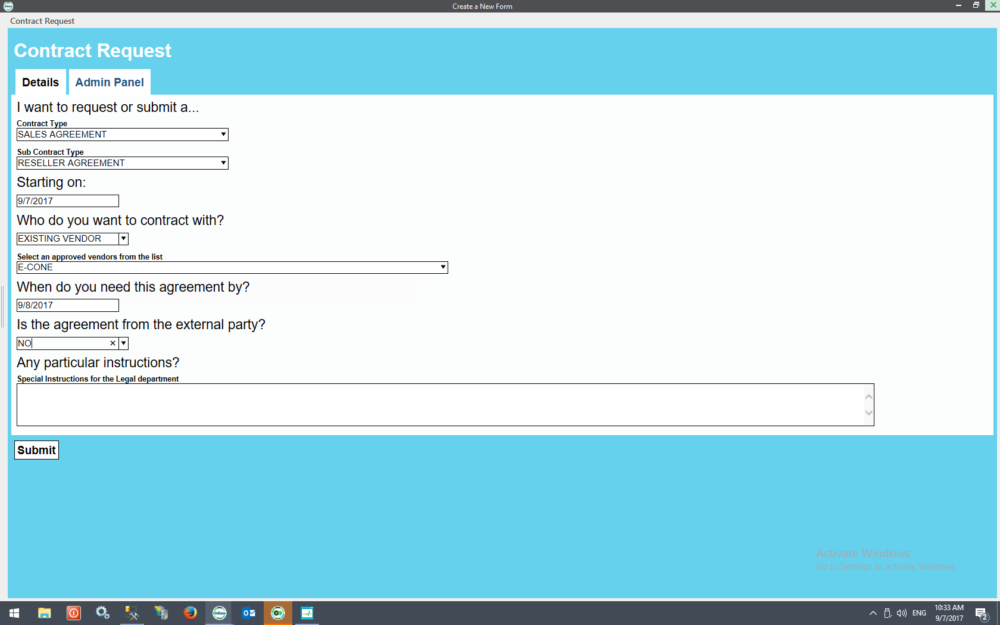 Create a New Form
Contract Request
Contract Request
Details
Admin Panel
I want to request or submit a...
Contract Type
SALES AGREEMENT
Sub Contract Type
RESELLER AGREEMENT
Starting on:
9/7/2017
Who do you want to contract with?
EXISTING VENDOR
Select an approved vendors from the list
E-CONE
When do you need this agreement by?
9/8/2017
Is the agreement from the external party?
NO
Any particular instructions?
Special Instructions for the Legal department
Submit
Activate Windows
Go to Settings to activate Windows.
OnBase
ENG
10:33 AM
9/7/2017
2